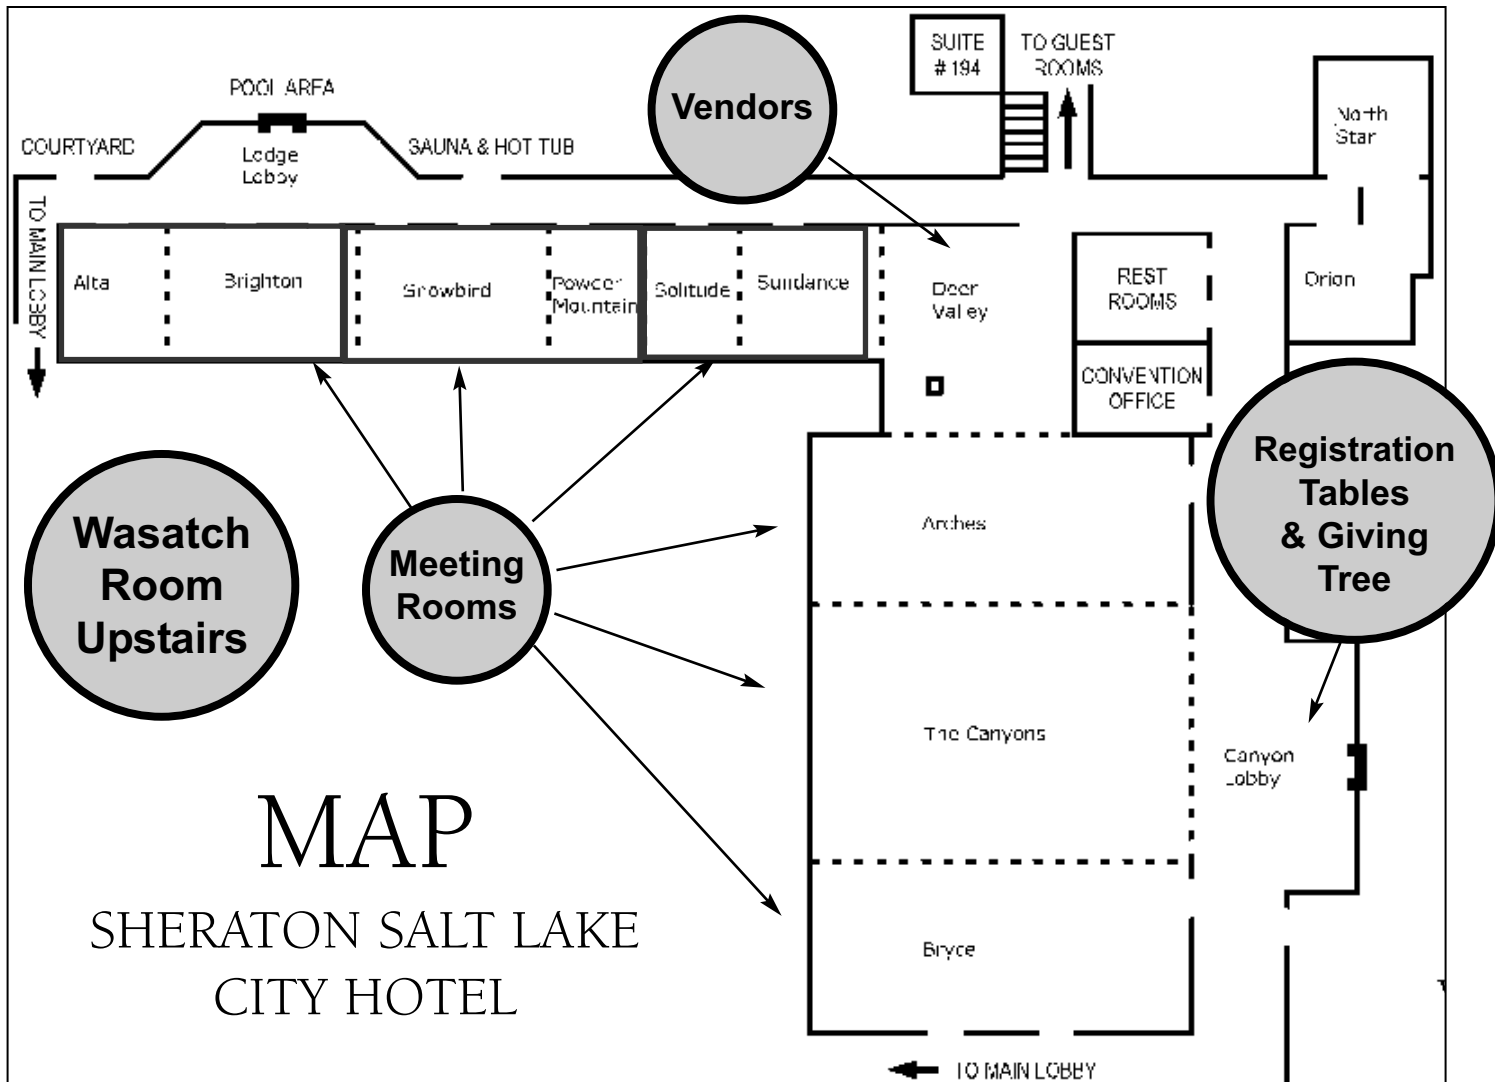 SUITE
# 194
TO GUEST
ROOMS
Vendors
POOL AREA
COURTYARD
Lodge
Lobby
SAUNA & HOT TUB
North
Star
TO MAIN LOBBY
Alta
Brighton
Snowbird
Powder
Mountain
Solitude
Sundance
Deer
Valley
REST
ROOMS
Orion
CONVENTION
OFFICE
Registration
Tables
& Giving
Tree
Wasatch
Room
Upstairs
Meeting
Rooms
Arches
The Canyons
Canyon
Lobby
MAP
SHERATON SALT LAKE
CITY HOTEL
Bryce
TO MAIN LOBBY